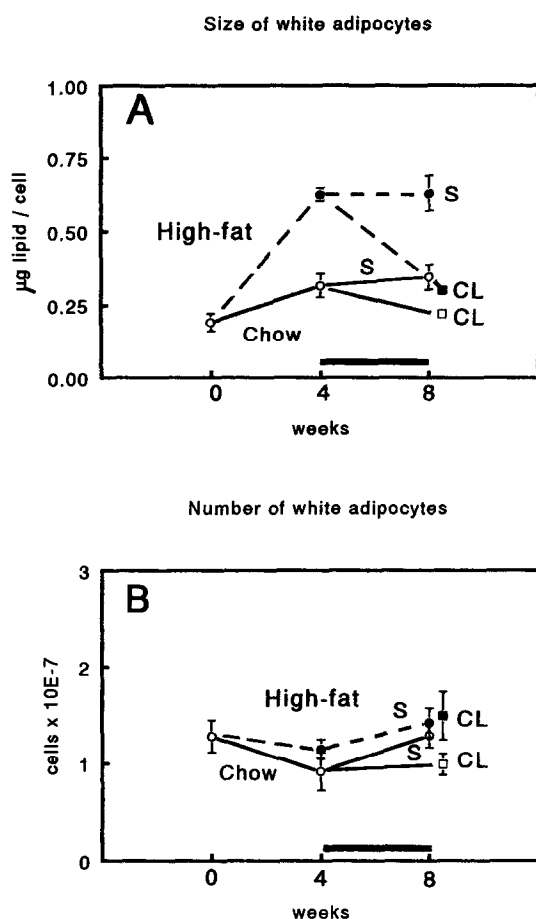 Size of white adipocytes
A
1.00
0.75
0.50
0.25
0.00
µg lipid / cell
High-fat
S
S
CL
CL
Chow
0 4 8
weeks
Number of white adipocytes
B
3
2
1
0
cells x 10E-7
High-fat
S
CL
Chow
S
CL
0 4 8
weeks